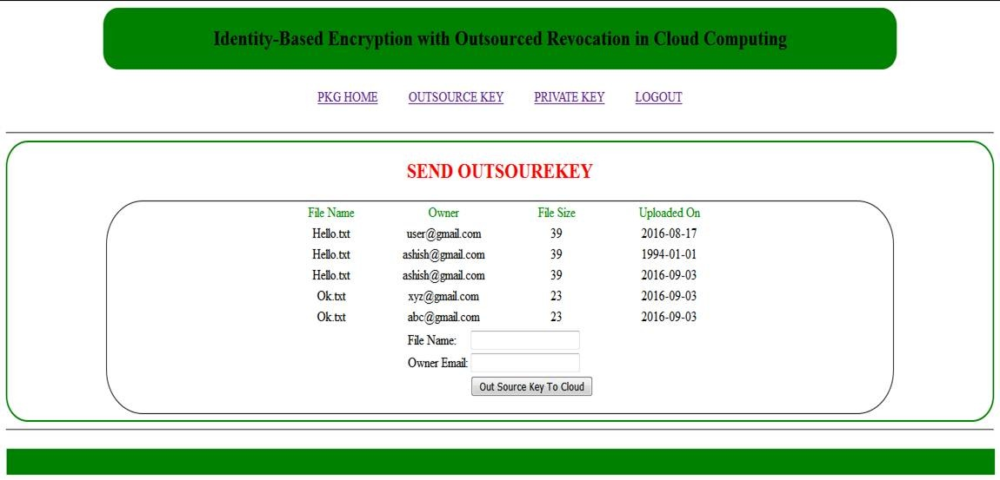 Identity-Based Encryption with Outsourced Revocation in Cloud Computing
PKG HOME OUTSOURCE KEY PRIVATE KEY LOGOUT
SEND OUTSOUREKEY
File Name Owner File Size Uploaded On
Hello.txt user@gmail.com 39 2016-08-17
Hello.txt ashish@gmail.com 39 1994-01-01
Hello.txt ashish@gmail.com 39 2016-09-03
Ok.txt xyz@gmail.com 23 2016-09-03
Ok.txt abc@gmail.com 23 2016-09-03
File Name:
Owner Email:
Out Source Key To Cloud